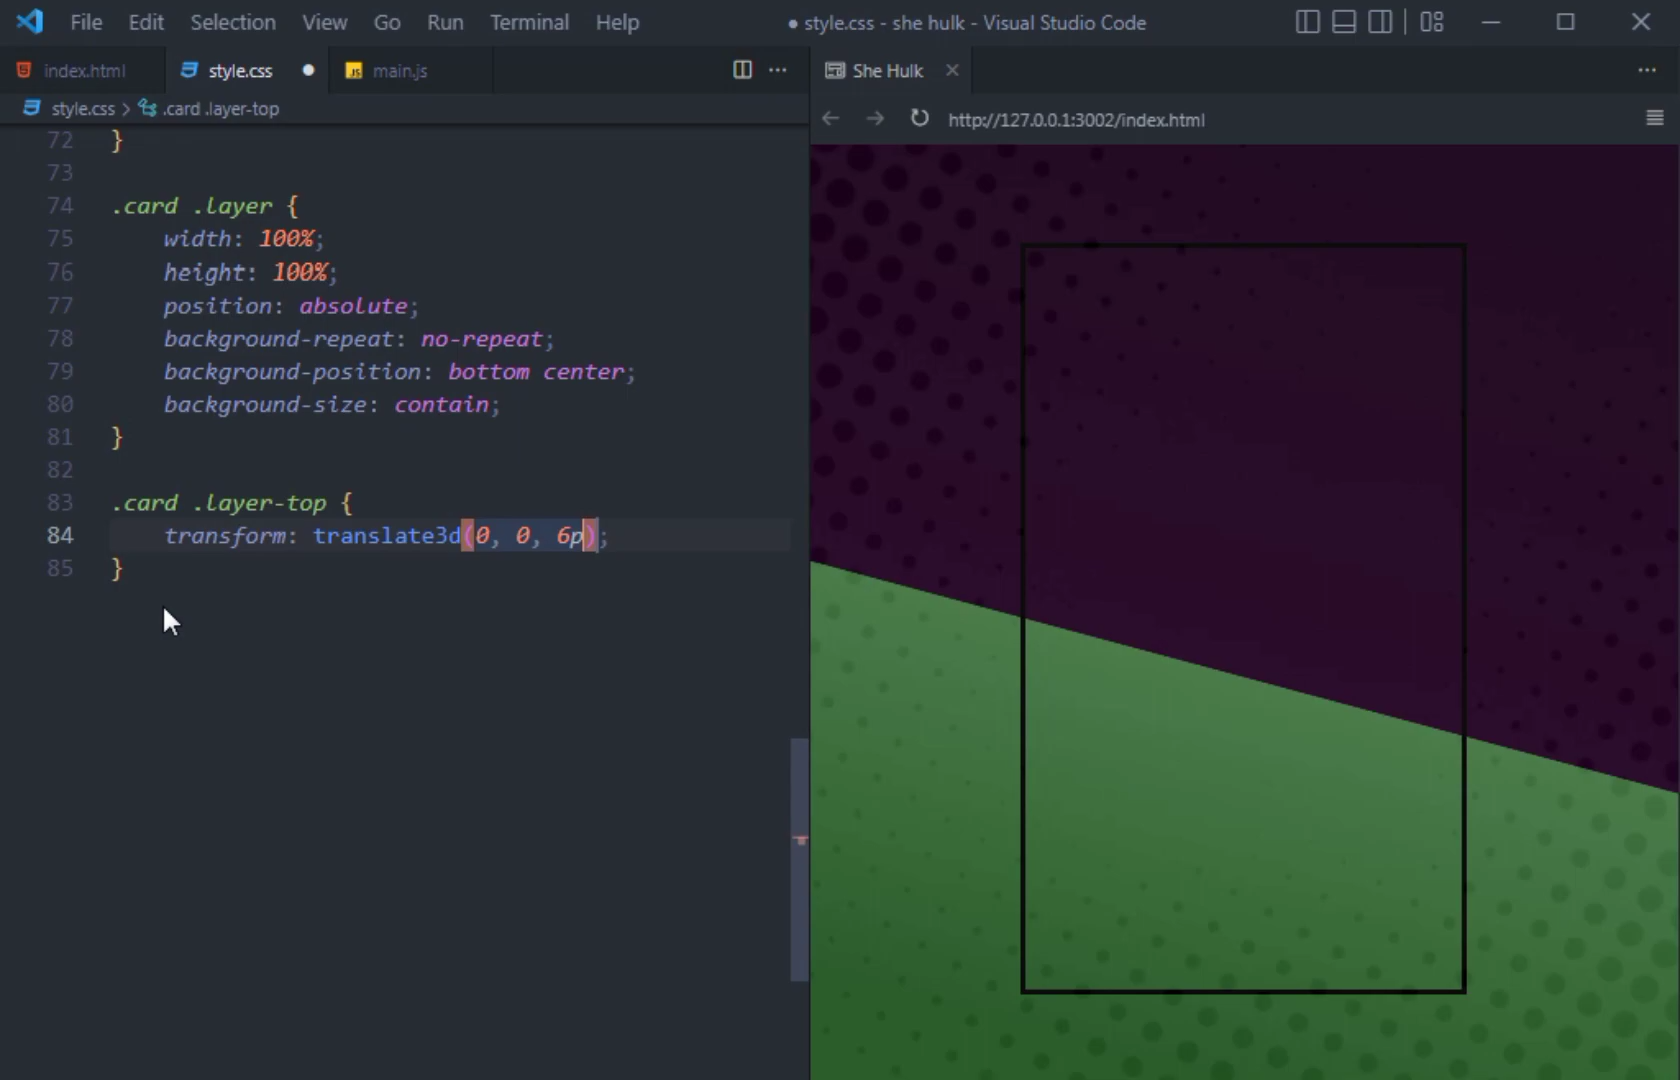 File Edit Selection View Go Run Terminal Help
● style.css - she hulk - Visual Studio Code
index.html style.css ● main.js
She Hulk
style.css > .card .layer-top
http://127.0.0.1:3002/index.html
72 }
73
74 .card .layer {
75 width: 100%;
76 height: 100%;
77 position: absolute;
78 background-repeat: no-repeat;
79 background-position: bottom center;
80 background-size: contain;
81 }
82
83 .card .layer-top {
84 transform: translate3d(0, 0, 6p);
85 }